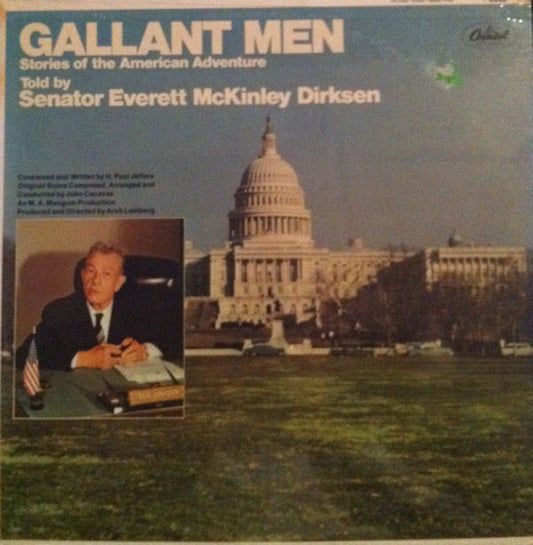 Capitol
GALLANT MEN
Stories of the American Adventure
Told by
Senator Everett McKinley Dirksen
Conceived and Written by H. Paul Jeffers
Original Score Composed, Arranged and
Conducted by John Cacavas
An M. A. Mangum Production
Produced and Directed by Arch Lustberg